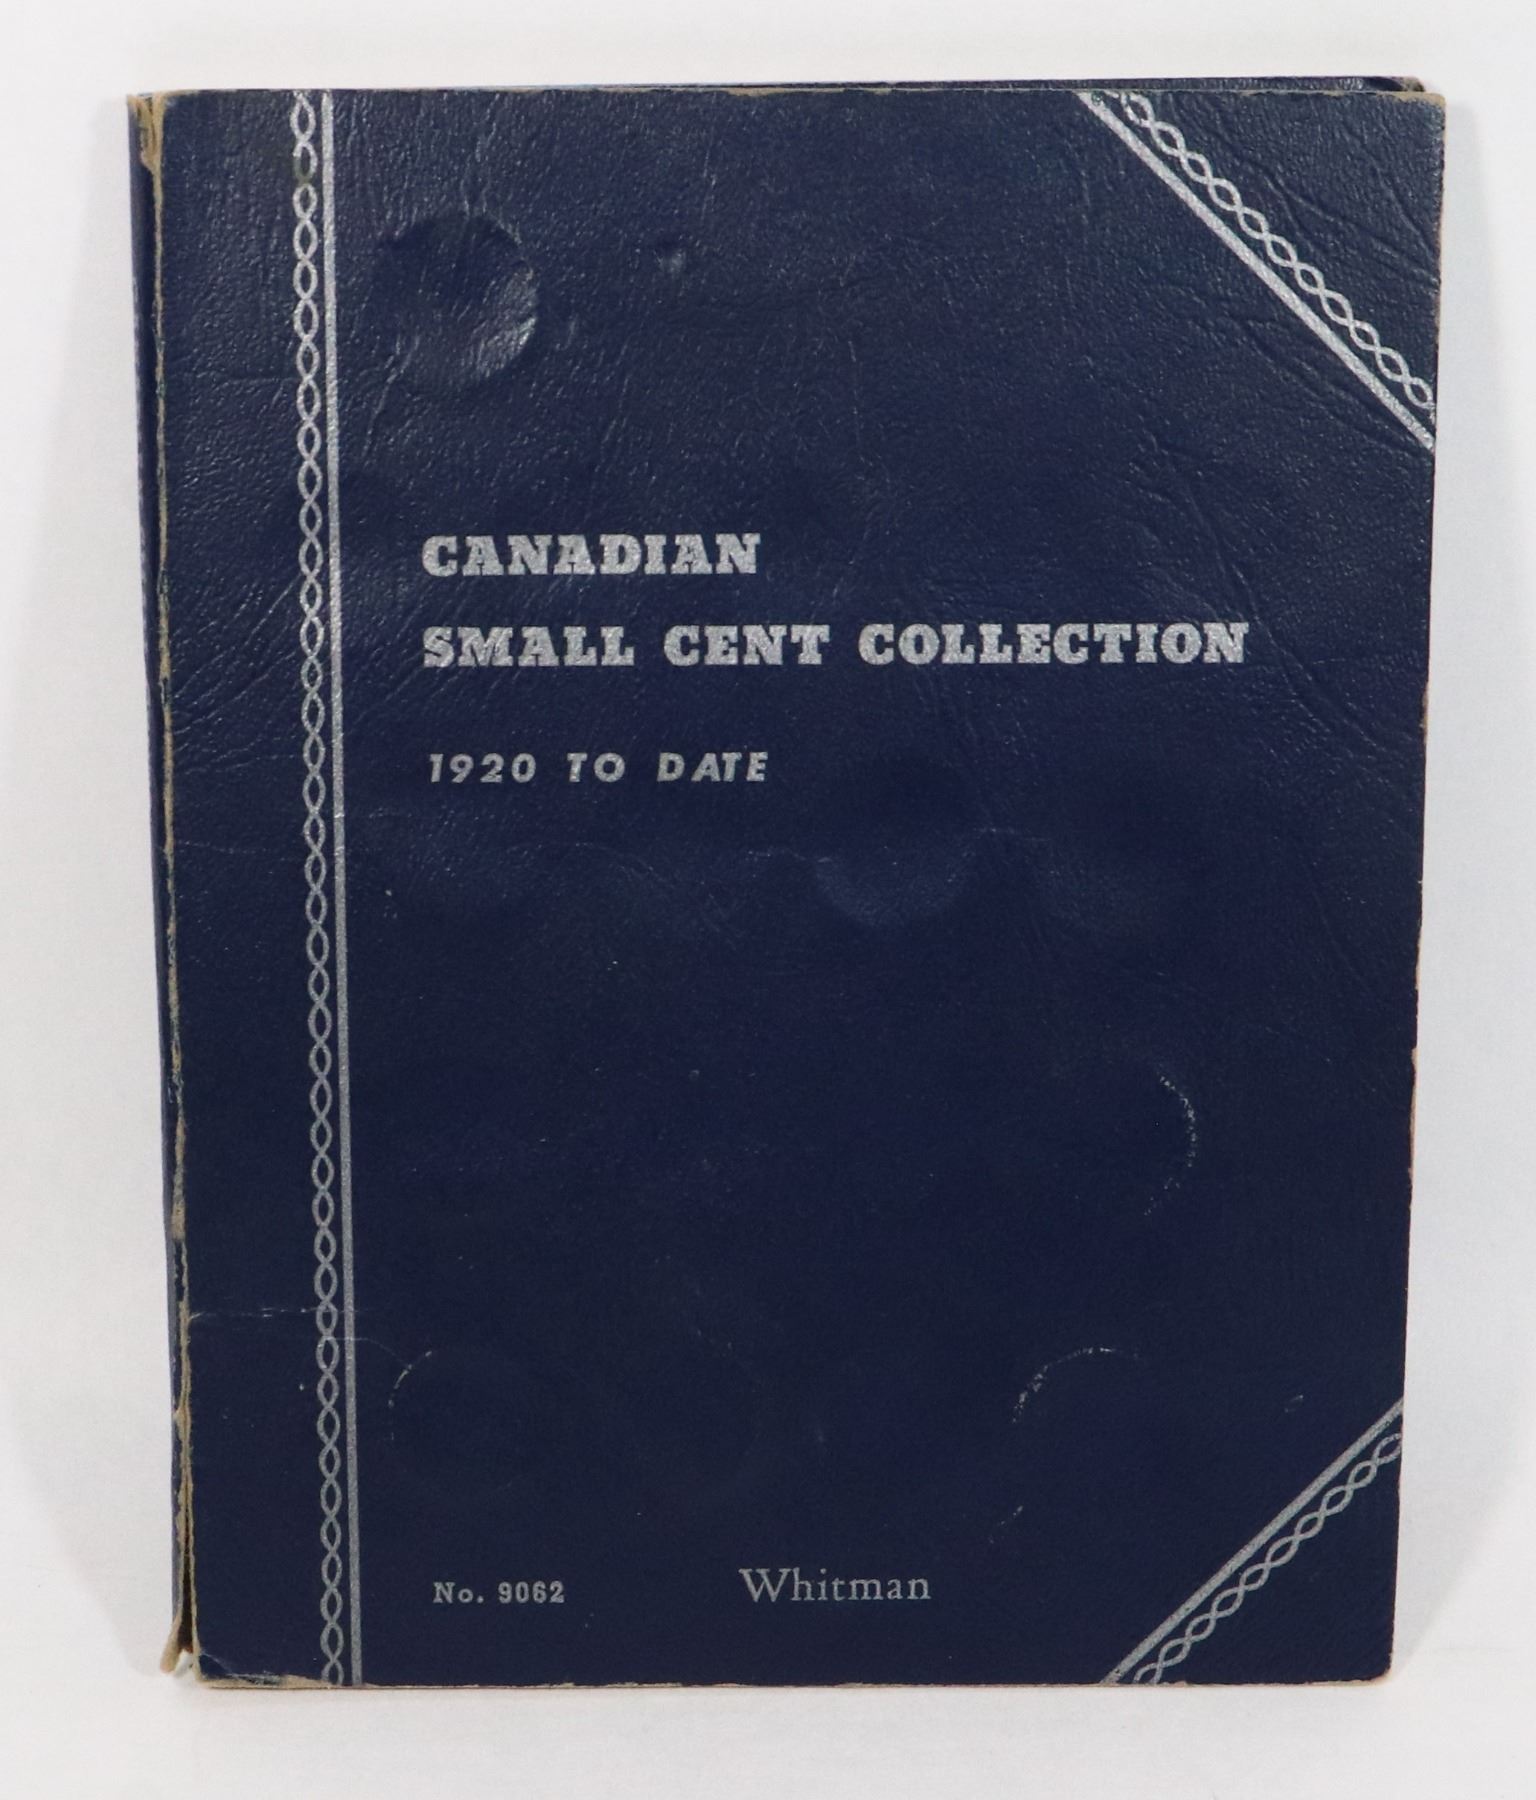 CANADIAN
SMALL CENT COLLECTION
1920 TO DATE
No. 9062 Whitman